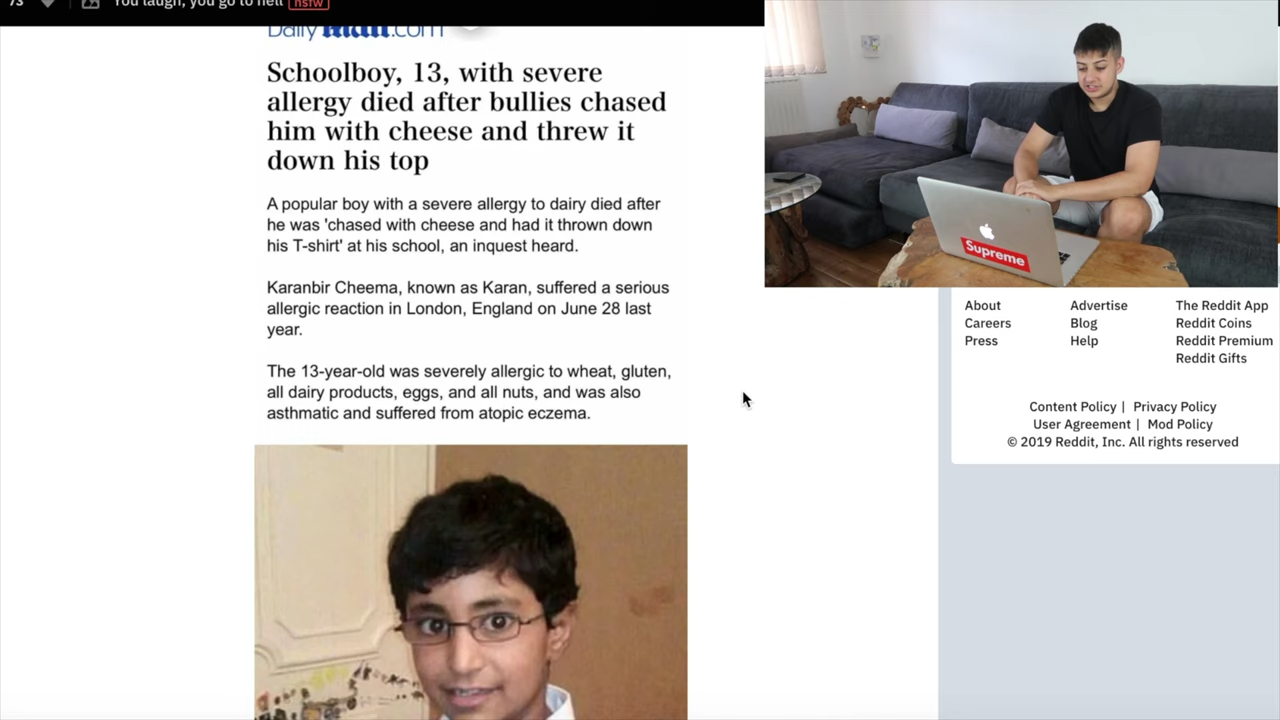 73 You laugh, you go to hell nsfw
Daily Mail.com
Schoolboy, 13, with severe
allergy died after bullies chased
him with cheese and threw it
down his top
A popular boy with a severe allergy to dairy died after
he was 'chased with cheese and had it thrown down
his T-shirt' at his school, an inquest heard.
Karanbir Cheema, known as Karan, suffered a serious
allergic reaction in London, England on June 28 last
year.
The 13-year-old was severely allergic to wheat, gluten,
all dairy products, eggs, and all nuts, and was also
asthmatic and suffered from atopic eczema.
Supreme
About Advertise The Reddit App
Careers Blog Reddit Coins
Press Help Reddit Premium
Reddit Gifts
Content Policy | Privacy Policy
User Agreement | Mod Policy
© 2019 Reddit, Inc. All rights reserved